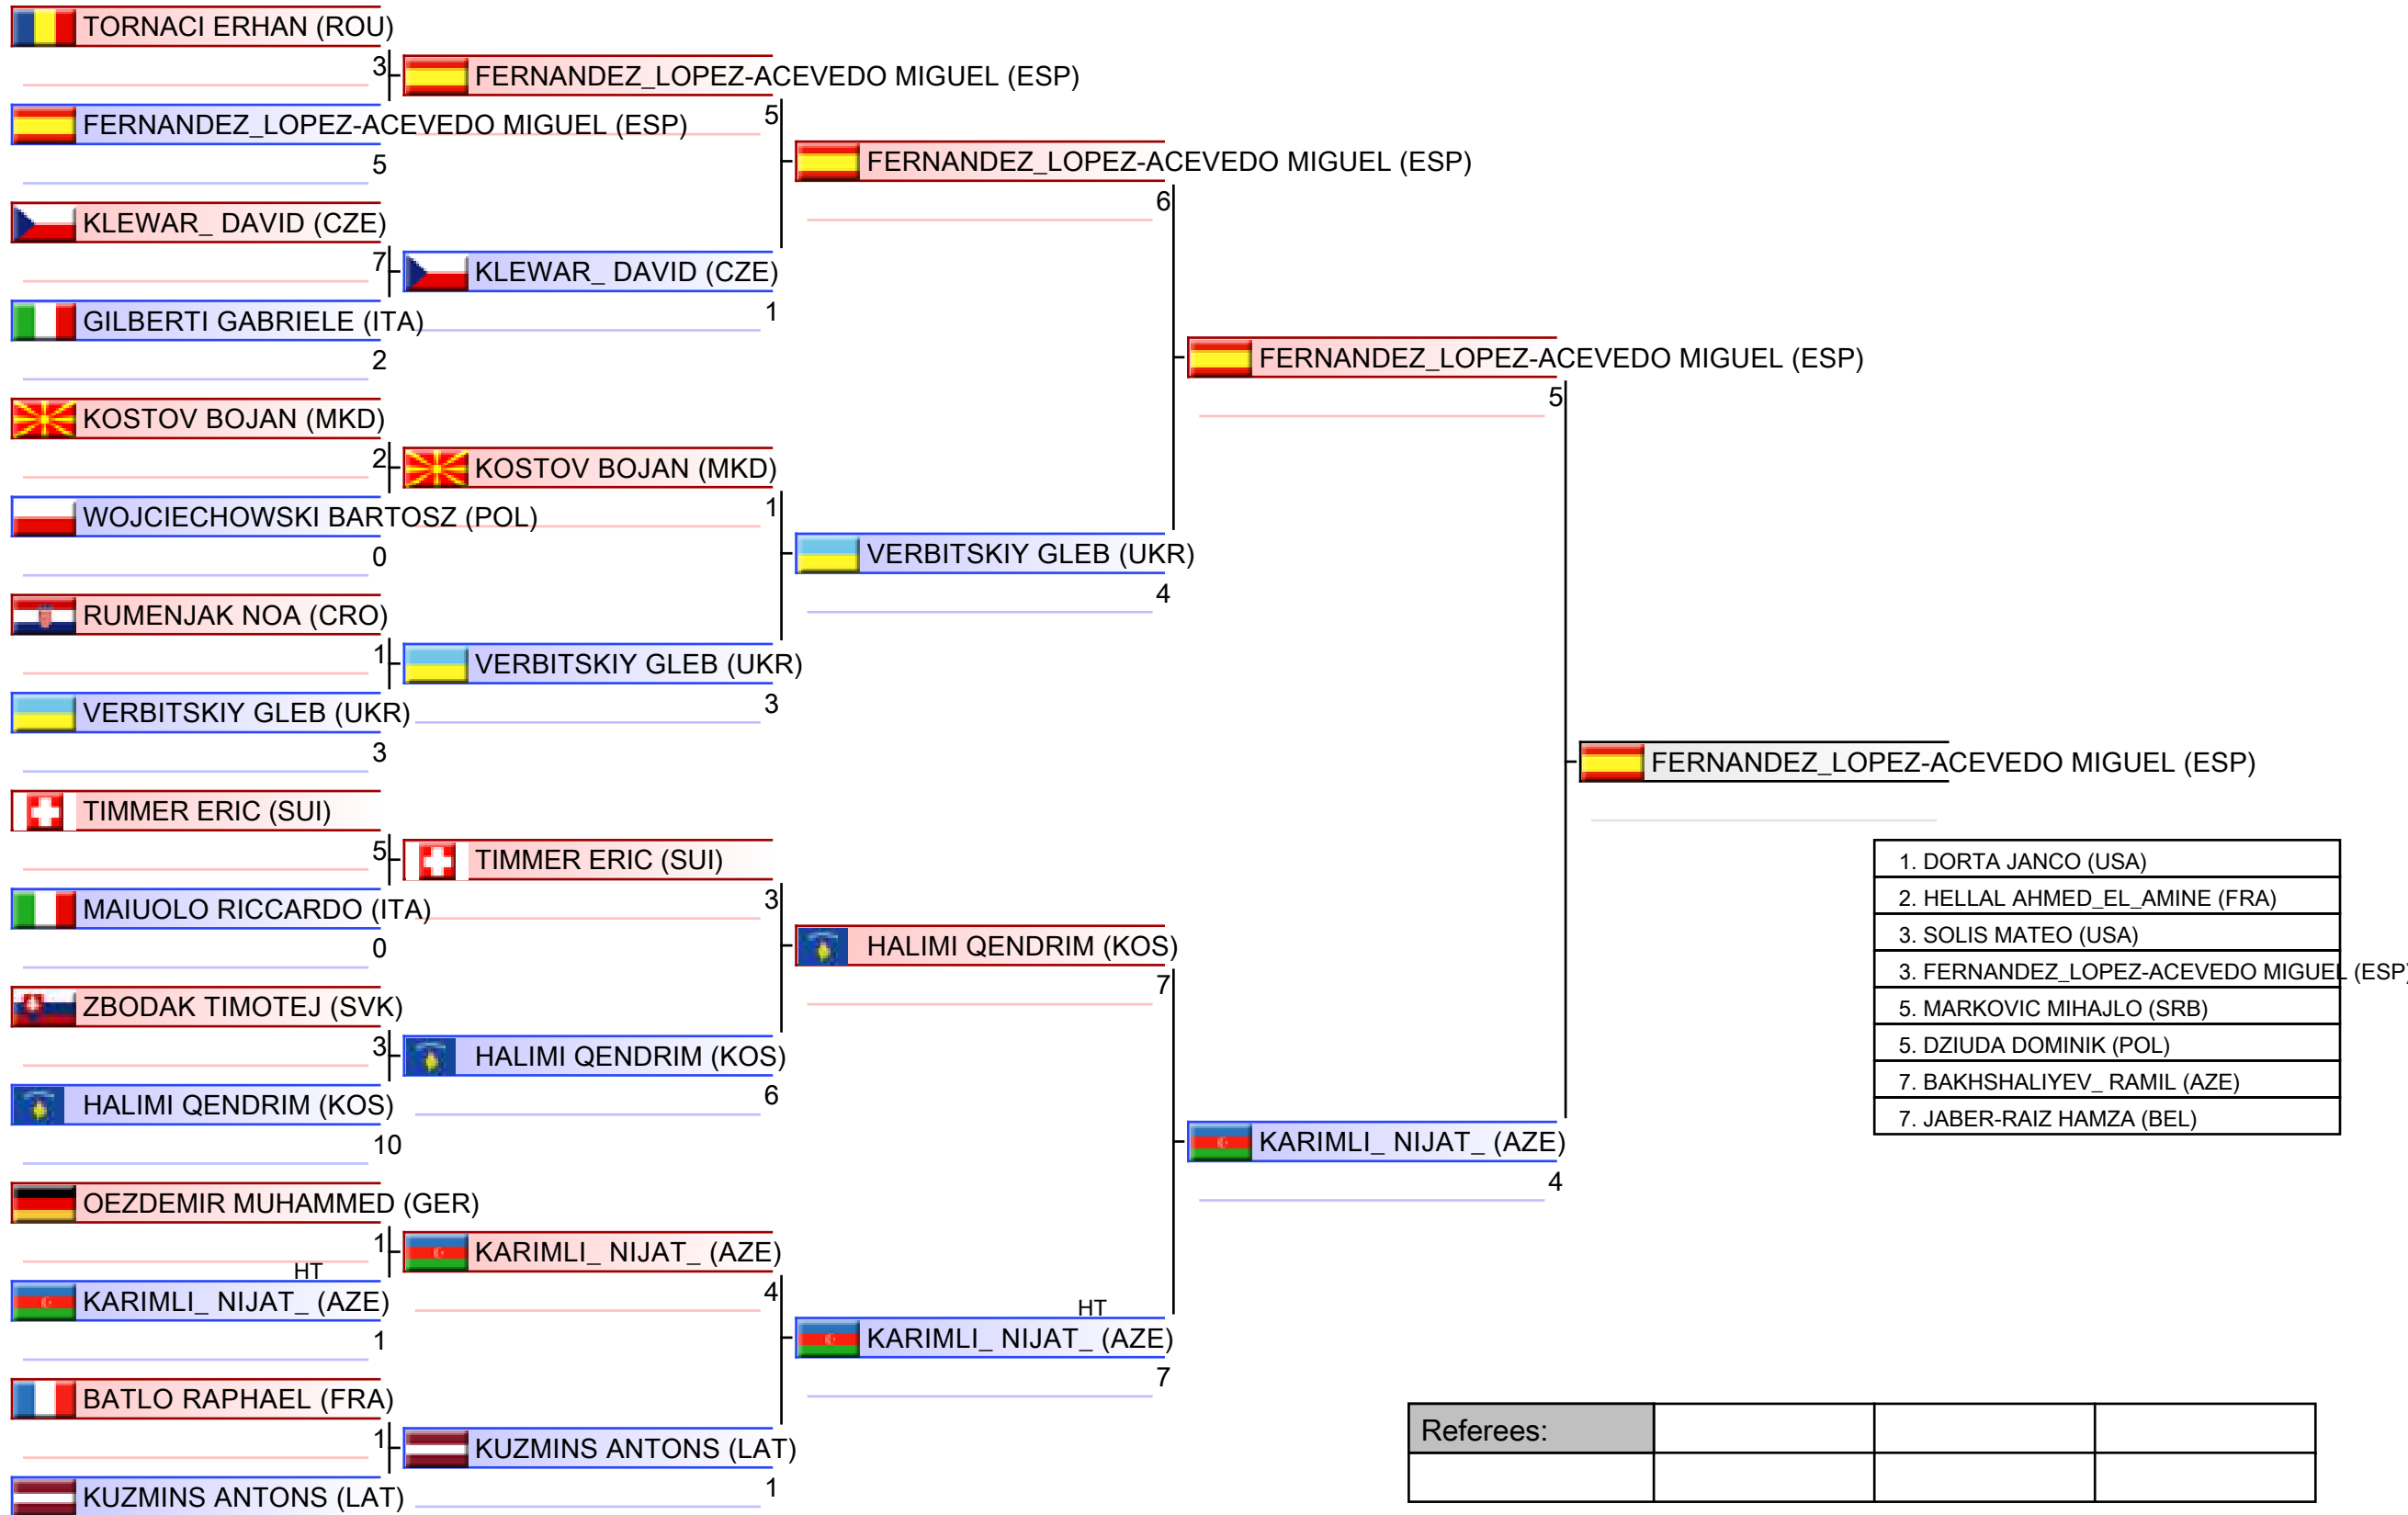 TORNACI ERHAN (ROU)
3
FERNANDEZ_LOPEZ-ACEVEDO MIGUEL (ESP)
5
KLEWAR_ DAVID (CZE)
7
GILBERTI GABRIELE (ITA)
2
KOSTOV BOJAN (MKD)
2
WOJCIECHOWSKI BARTOSZ (POL)
0
RUMENJAK NOA (CRO)
1
VERBITSKIY GLEB (UKR)
3
TIMMER ERIC (SUI)
5
MAIUOLO RICCARDO (ITA)
0
ZBODAK TIMOTEJ (SVK)
3
HALIMI QENDRIM (KOS)
10
OEZDEMIR MUHAMMED (GER)
1
HT
KARIMLI_ NIJAT_ (AZE)
1
BATLO RAPHAEL (FRA)
1
KUZMINS ANTONS (LAT)
FERNANDEZ_LOPEZ-ACEVEDO MIGUEL (ESP)
5
KLEWAR_ DAVID (CZE)
1
KOSTOV BOJAN (MKD)
1
VERBITSKIY GLEB (UKR)
3
TIMMER ERIC (SUI)
3
HALIMI QENDRIM (KOS)
6
KARIMLI_ NIJAT_ (AZE)
4
KUZMINS ANTONS (LAT)
1
FERNANDEZ_LOPEZ-ACEVEDO MIGUEL (ESP)
6
VERBITSKIY GLEB (UKR)
4
HALIMI QENDRIM (KOS)
7
HT
KARIMLI_ NIJAT_ (AZE)
7
FERNANDEZ_LOPEZ-ACEVEDO MIGUEL (ESP)
5
KARIMLI_ NIJAT_ (AZE)
4
FERNANDEZ_LOPEZ-ACEVEDO MIGUEL (ESP)
1. DORTA JANCO (USA)
2. HELLAL AHMED_EL_AMINE (FRA)
3. SOLIS MATEO (USA)
3. FERNANDEZ_LOPEZ-ACEVEDO MIGUEL (ESP)
5. MARKOVIC MIHAJLO (SRB)
5. DZIUDA DOMINIK (POL)
7. BAKHSHALIYEV_ RAMIL (AZE)
7. JABER-RAIZ HAMZA (BEL)
Referees: